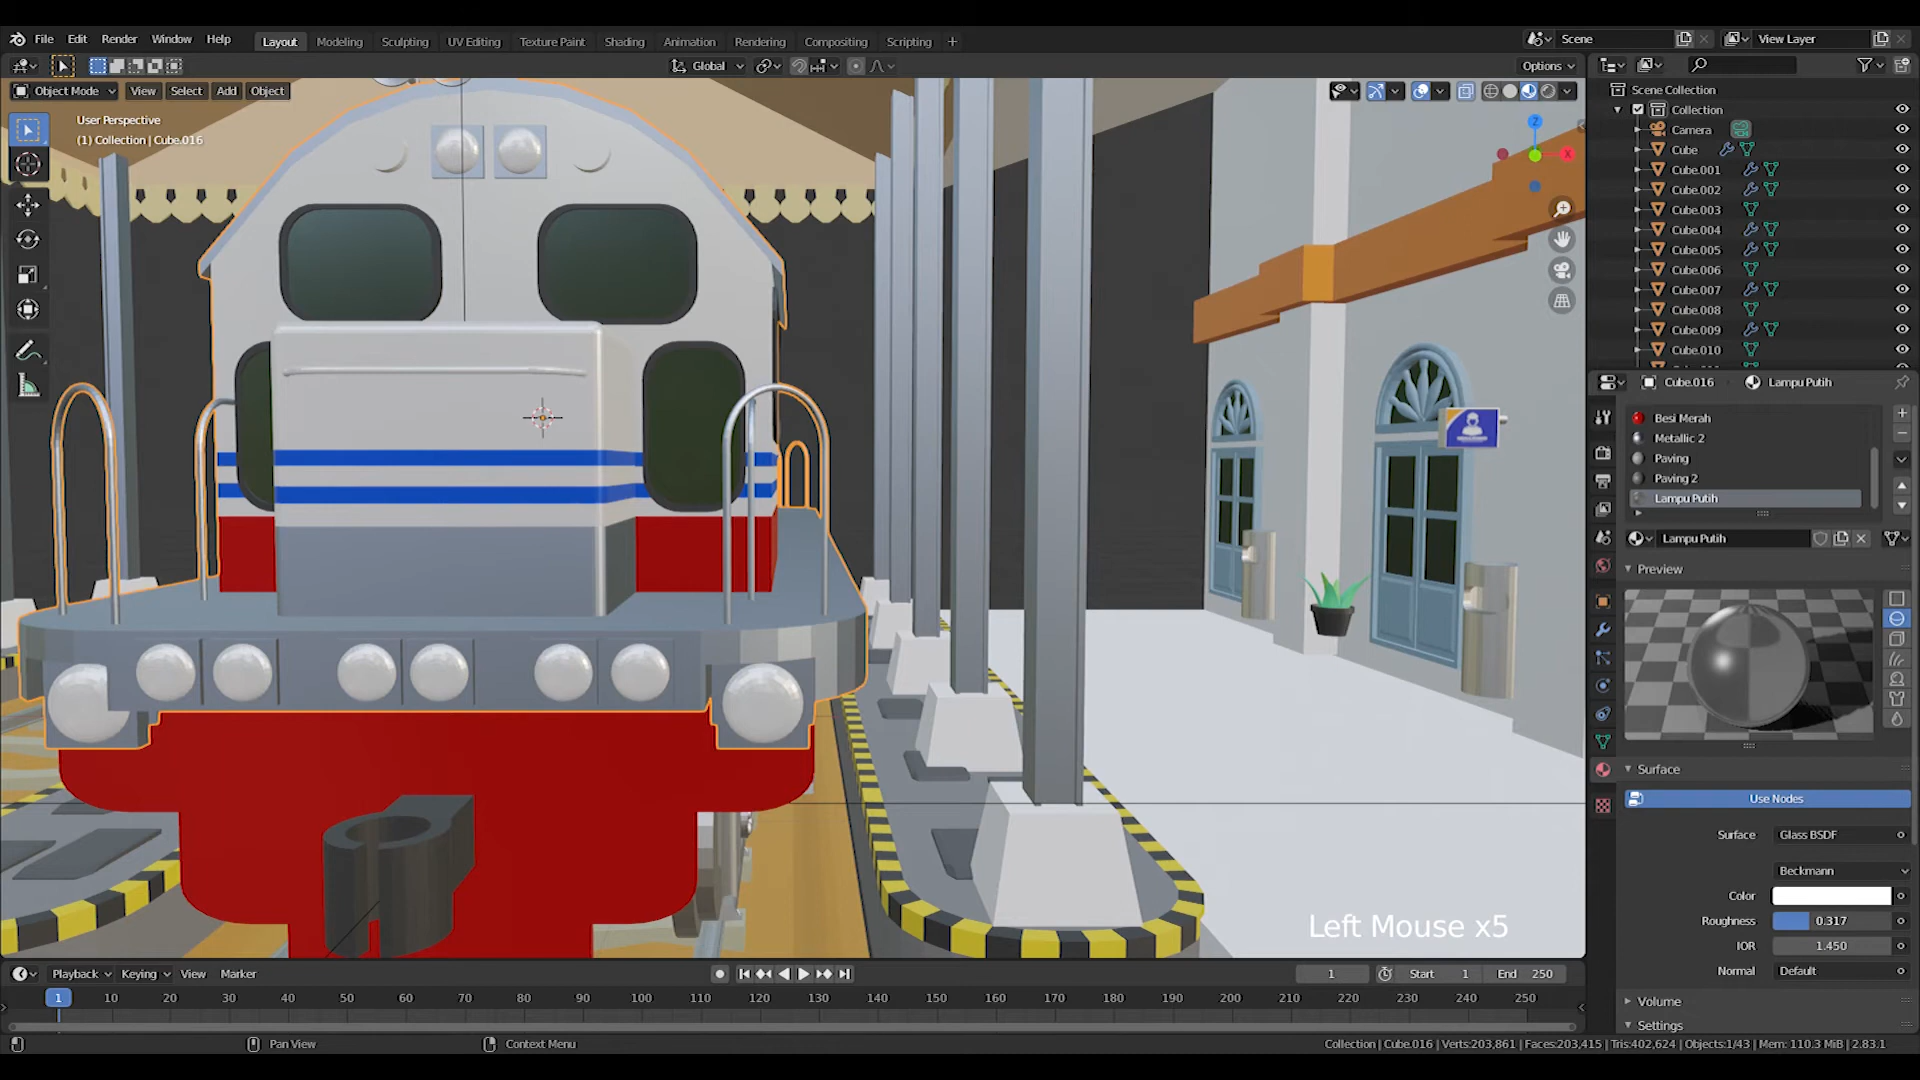 File Edit Render Window Help
Layout Modeling Sculpting UV Editing Texture Paint Shading Animation Rendering Compositing Scripting +
Scene
View Layer
Global
Options
Object Mode View Select Add Object
User Perspective
(1) Collection | Cube.016
Z
X
Left Mouse x5
Scene Collection
Collection
Camera
Cube
Cube.001
Cube.002
Cube.003
Cube.004
Cube.005
Cube.006
Cube.007
Cube.008
Cube.009
Cube.010
Cube.016 Lampu Putih
Besi Merah
Metallic 2
Paving
Paving 2
Lampu Putih
Lampu Putih
Preview
Surface
Use Nodes
Surface Glass BSDF
Beckmann
Color
Roughness 0.317
IOR 1.450
Normal Default
Volume
Settings
Playback Keying View Marker
1 Start 1 End 250
1 10 20 30 40 50 60 70 80 90 100 110 120 130 140 150 160 170 180 190 200 210 220 230 240 250
Pan View
Context Menu
Collection | Cube.016 | Verts:203,861 | Faces:203,415 | Tris:402,624 | Objects:1/43 | Mem: 110.3 MiB | 2.83.1